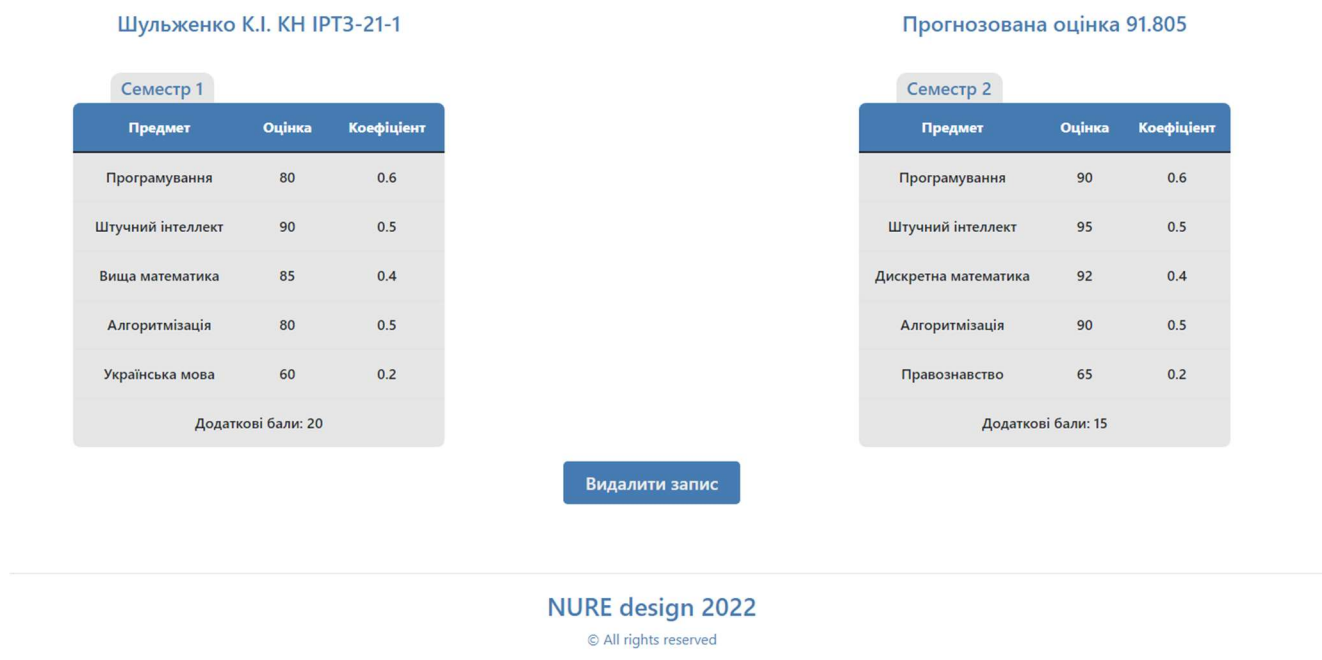 Шульженко К.І. КН ІРТЗ-21-1
Прогнозована оцінка 91.805
Семестр 1
Предмет Оцінка Коефіціент
Програмування 80 0.6
Штучний інтеллект 90 0.5
Вища математика 85 0.4
Алгоритмізація 80 0.5
Українська мова 60 0.2
Додаткові бали: 20
Семестр 2
Предмет Оцінка Коефіціент
Програмування 90 0.6
Штучний інтеллект 95 0.5
Дискретна математика 92 0.4
Алгоритмізація 90 0.5
Правознавство 65 0.2
Додаткові бали: 15
Видалити запис
NURE design 2022
© All rights reserved